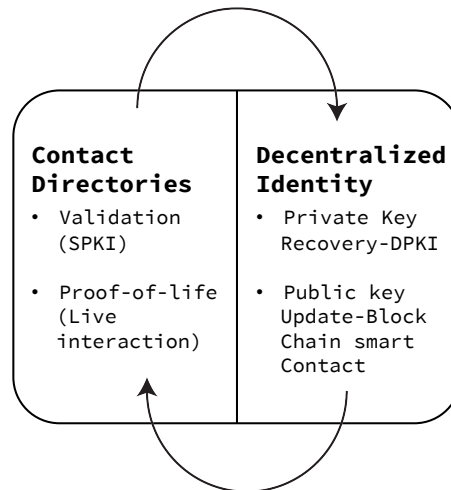 Contact
Directories
• Validation
(SPKI)
• Proof-of-life
(Live
interaction)
Decentralized
Identity
• Private Key
Recovery-DPKI
• Public key
Update-Block
Chain smart
Contact